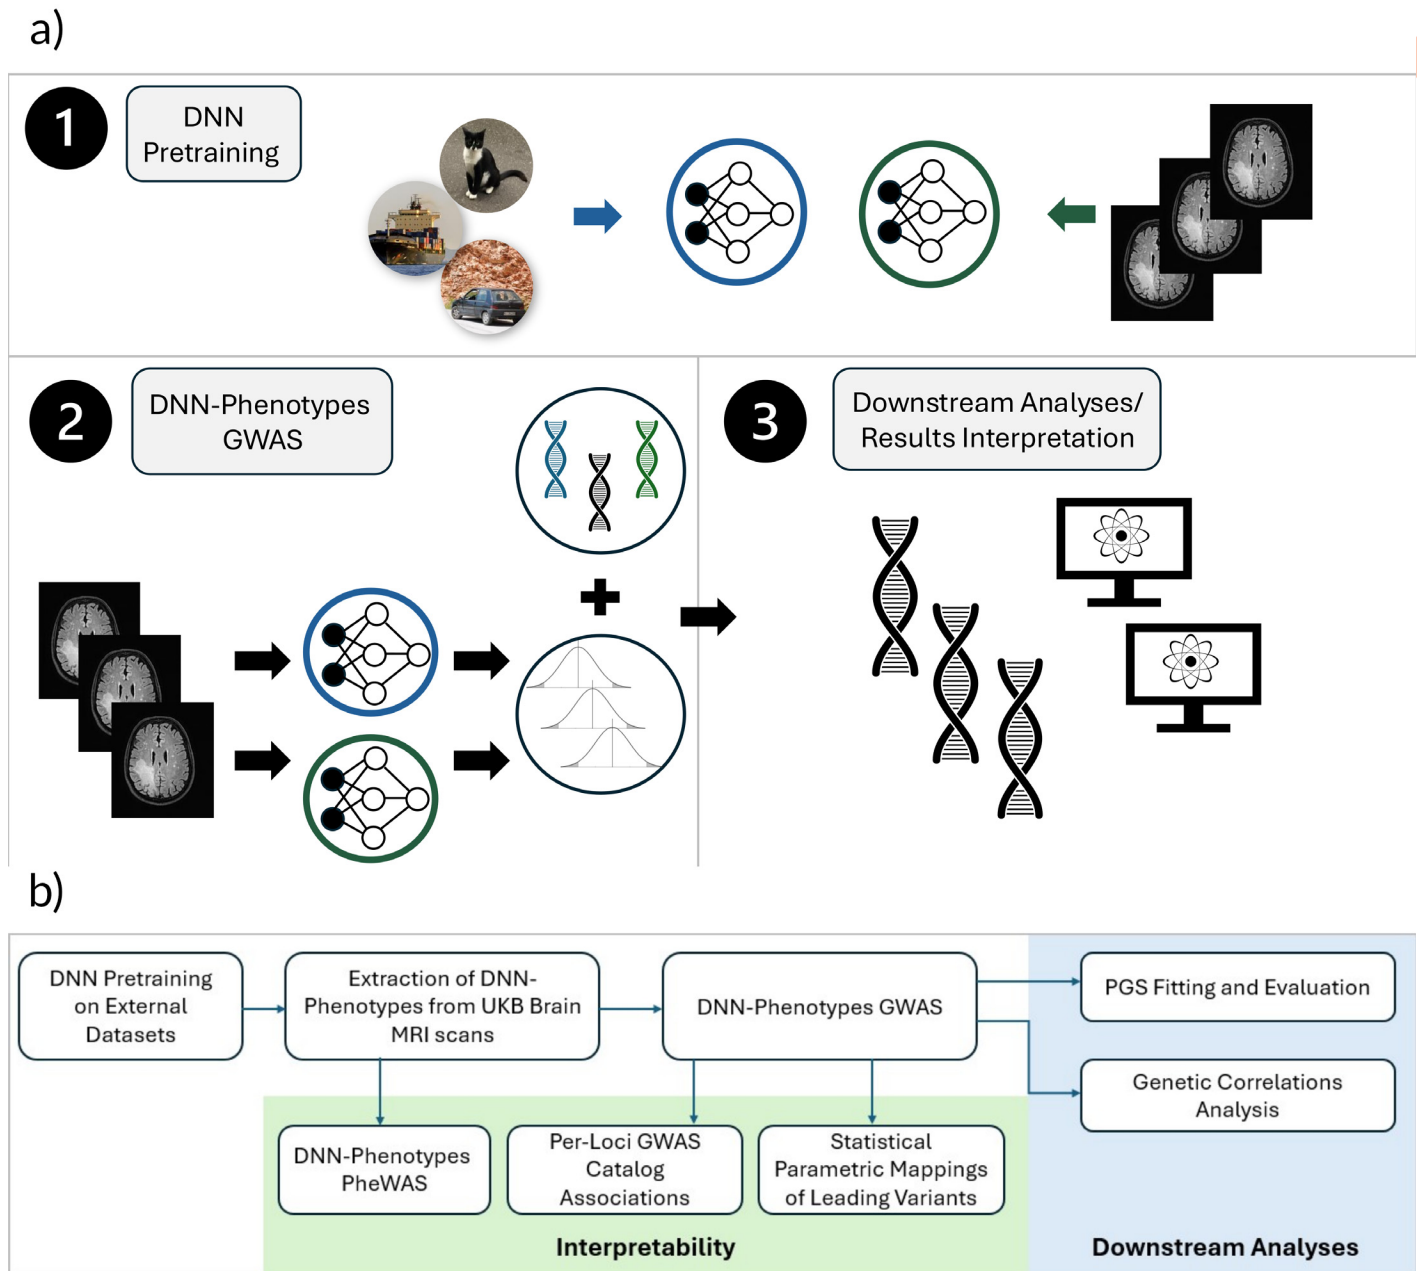 a)
1
DNN
Pretraining
2
DNN-Phenotypes
GWAS
3
Downstream Analyses/
Results Interpretation
b)
DNN Pretraining
on External
Datasets
Extraction of DNN-
Phenotypes from UKB Brain
MRI scans
DNN-Phenotypes GWAS
PGS Fitting and Evaluation
Genetic Correlations
Analysis
DNN-Phenotypes
PheWAS
Per-Loci GWAS
Catalog
Associations
Statistical
Parametric Mappings
of Leading Variants
Interpretability
Downstream Analyses